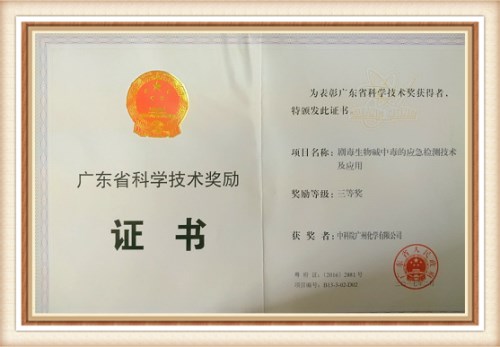 广东省科学技术奖励
证书
为表彰广东省科学技术奖获得者，
特颁发此证书。
项目名称：剧毒生物碱中毒的应急检测技术
及应用
奖励等级：三等奖
获奖者：中科院广州化学有限公司